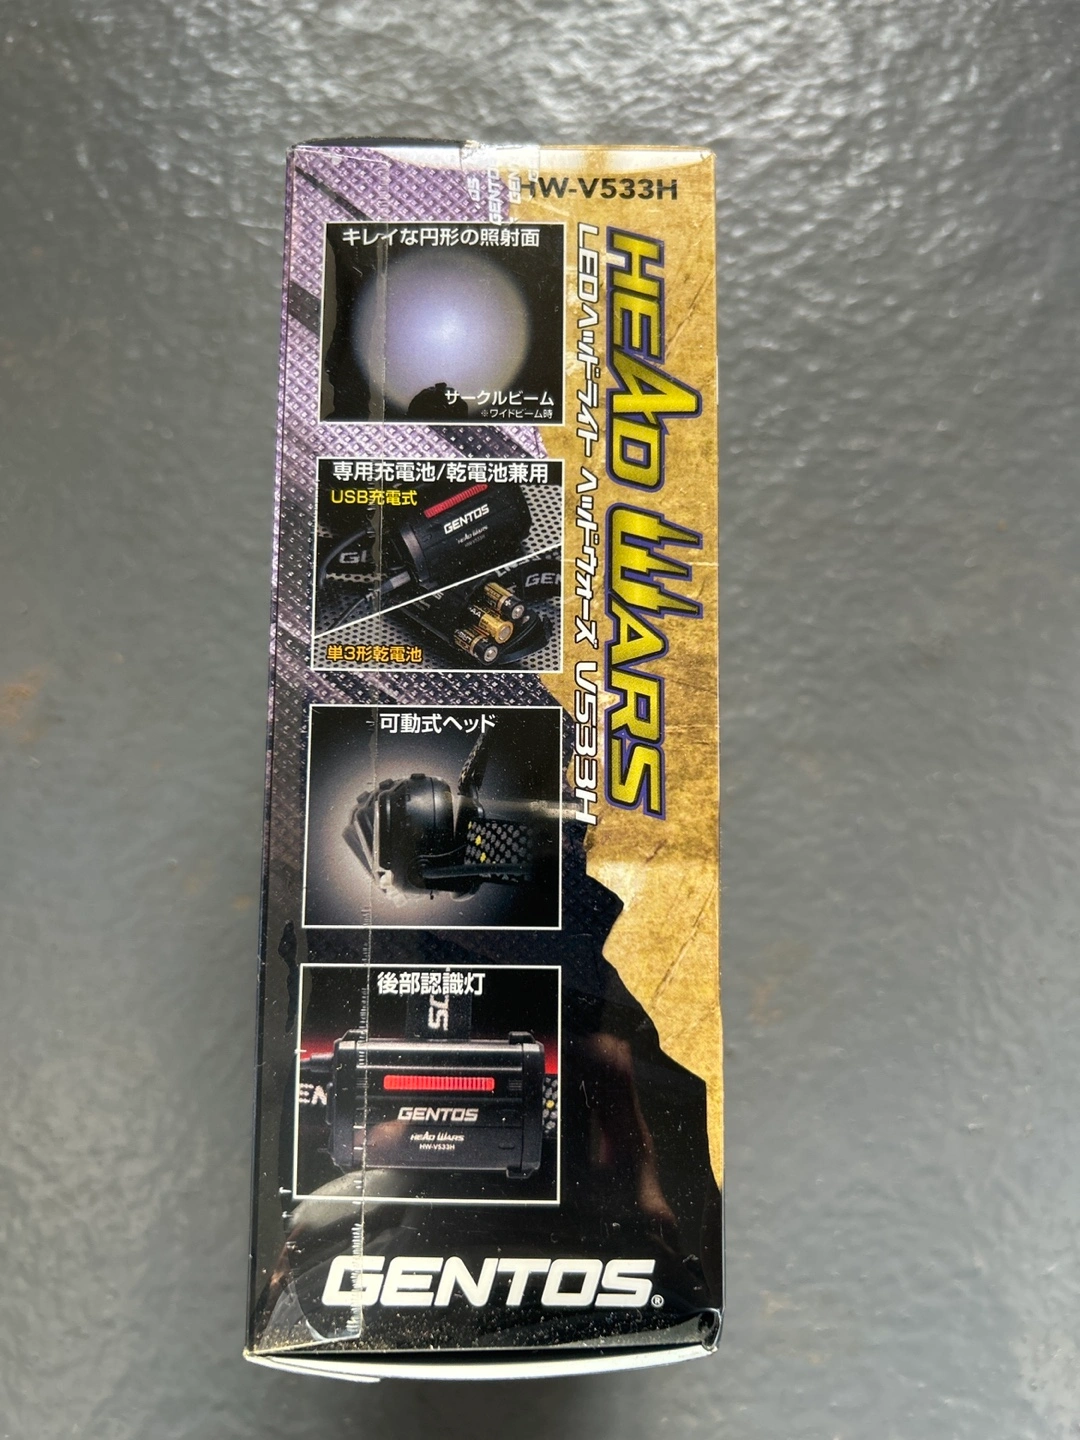 HW-V533H
HEAD WARS
LEDヘッドライト ヘッドウォーズ V533H
キレイな円形の照射面
サークルビーム
※ワイドビーム時
専用充電池/乾電池兼用
USB充電式
GENTOS
HEAD WARS
HW-V533H
単3形乾電池
可動式ヘッド
後部認識灯
GENTOS
HEAD WARS
HW-V533H
GENTOS®